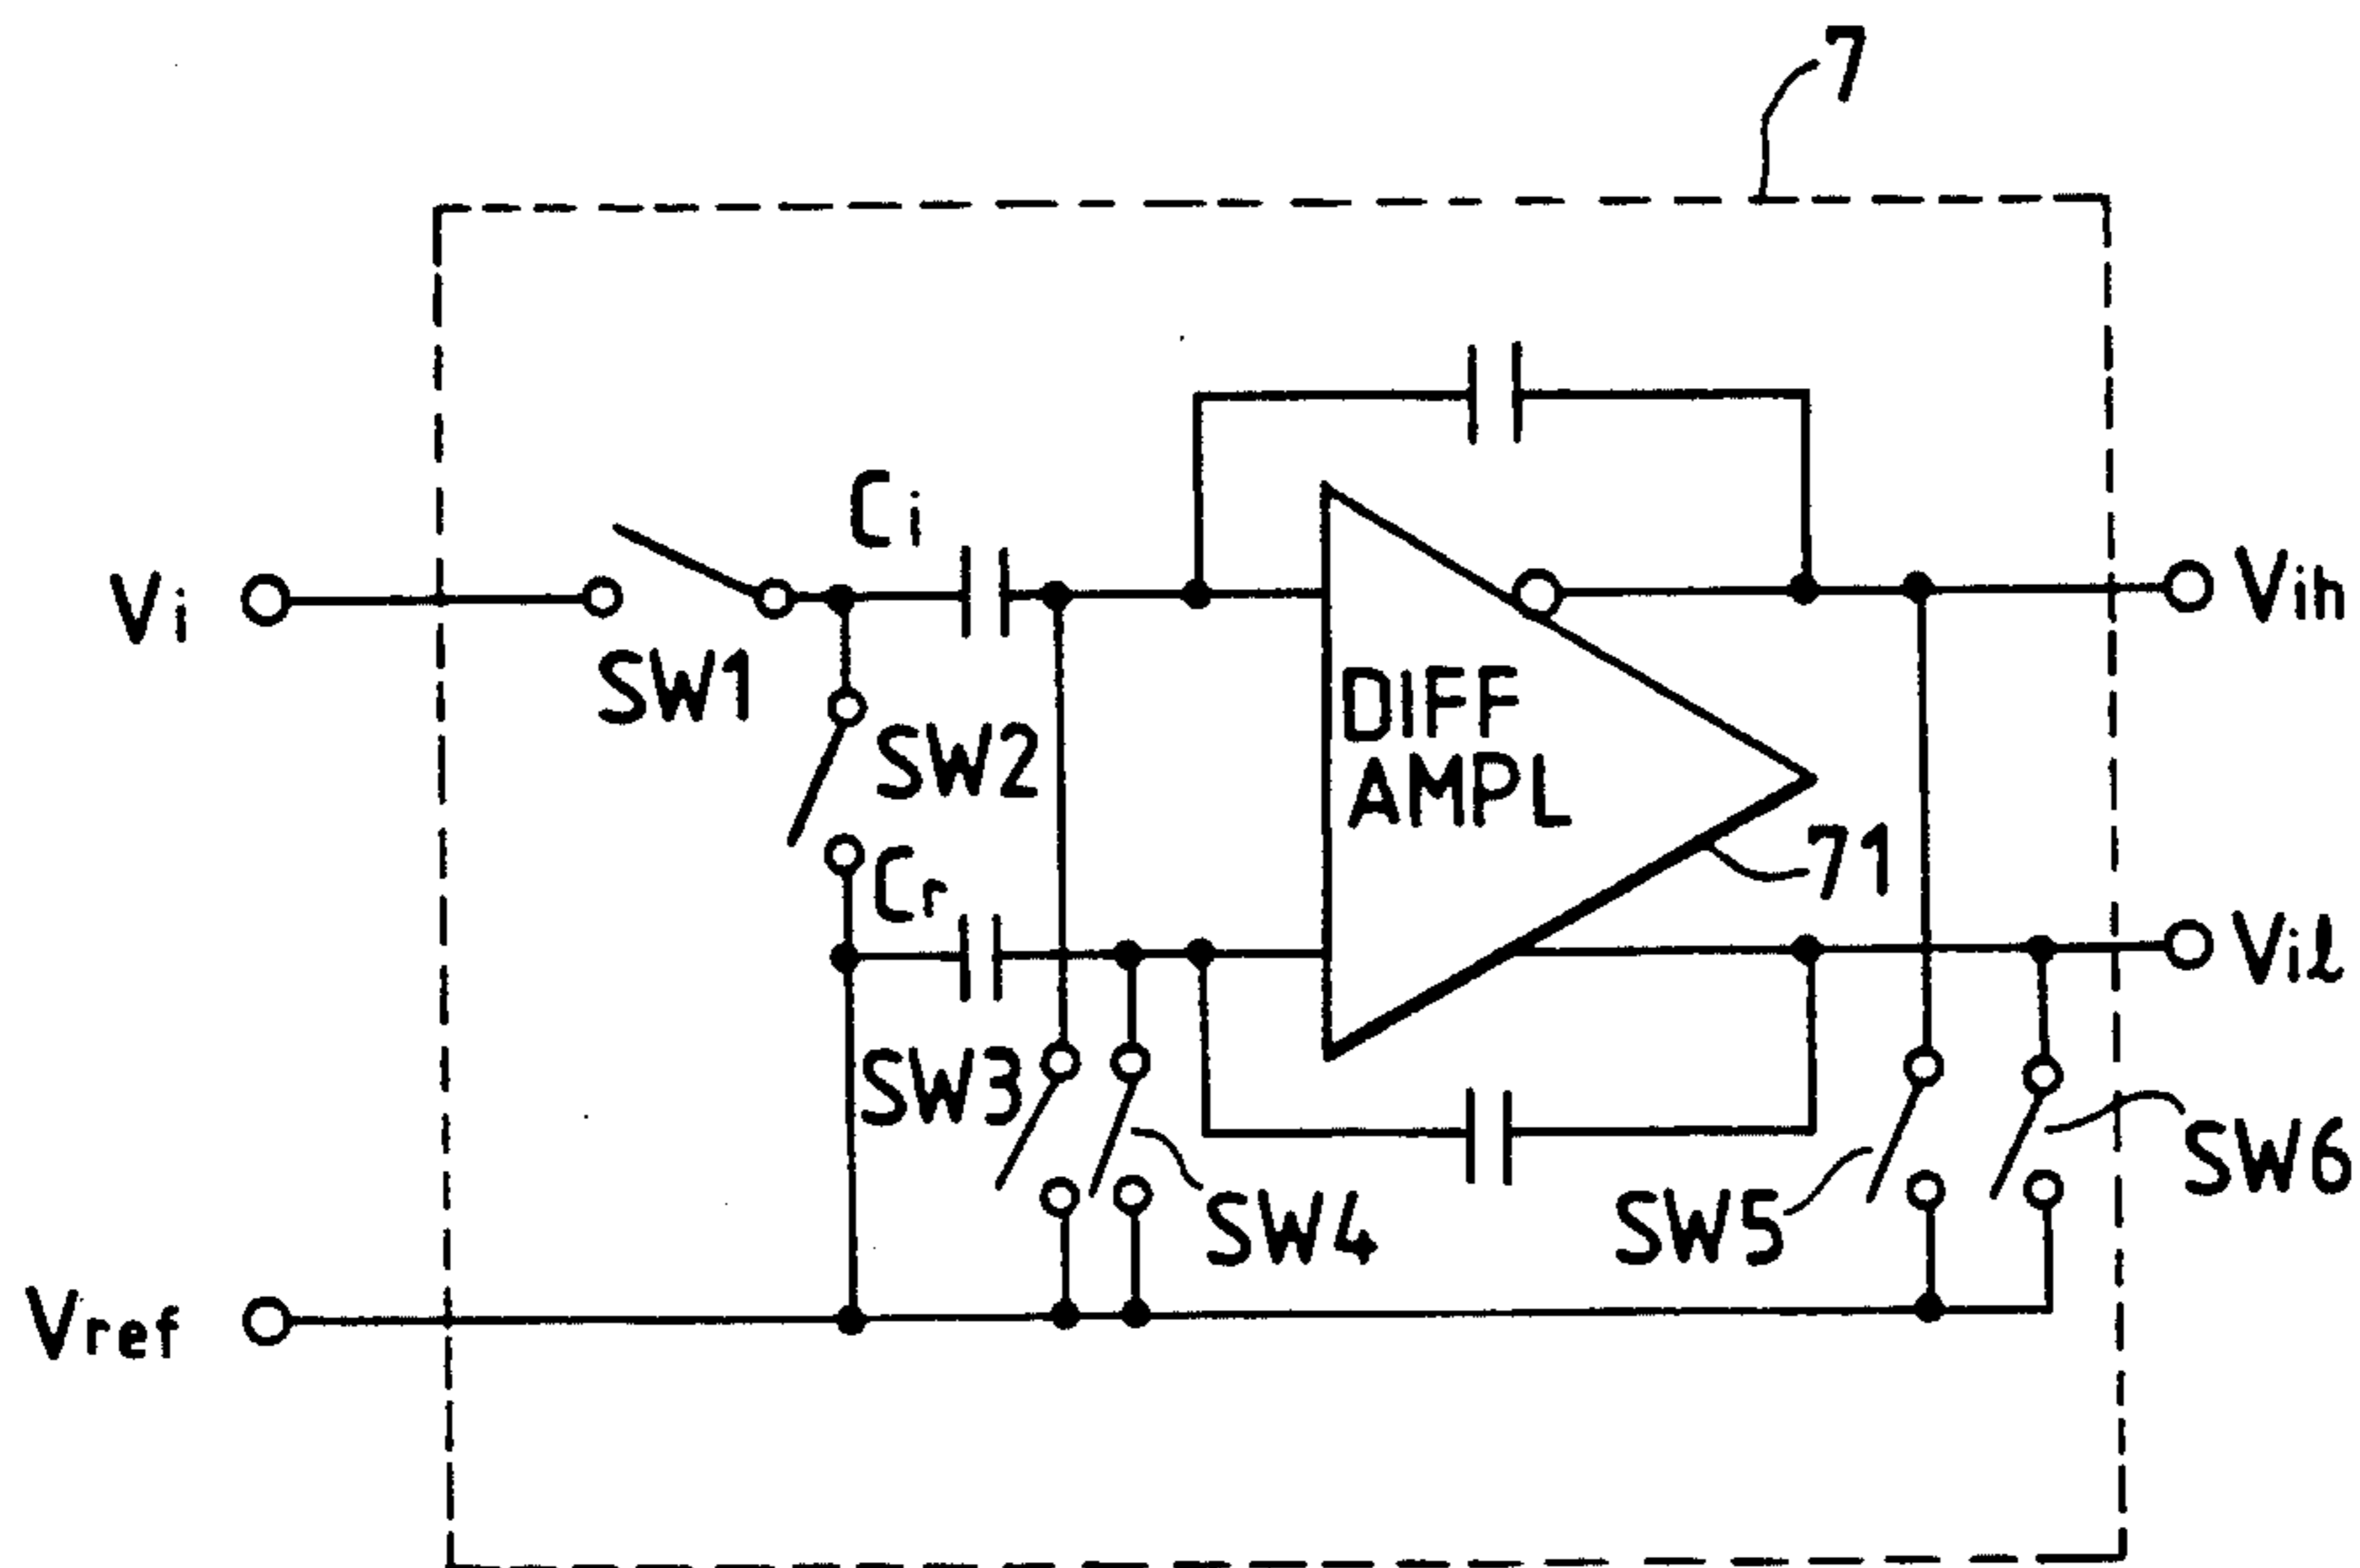 7
Ci
Vi
Vih
SW1
DIFF
AMPL
SW2
71
Cr
Vil
SW3
SW4
SW5
SW6
Vref